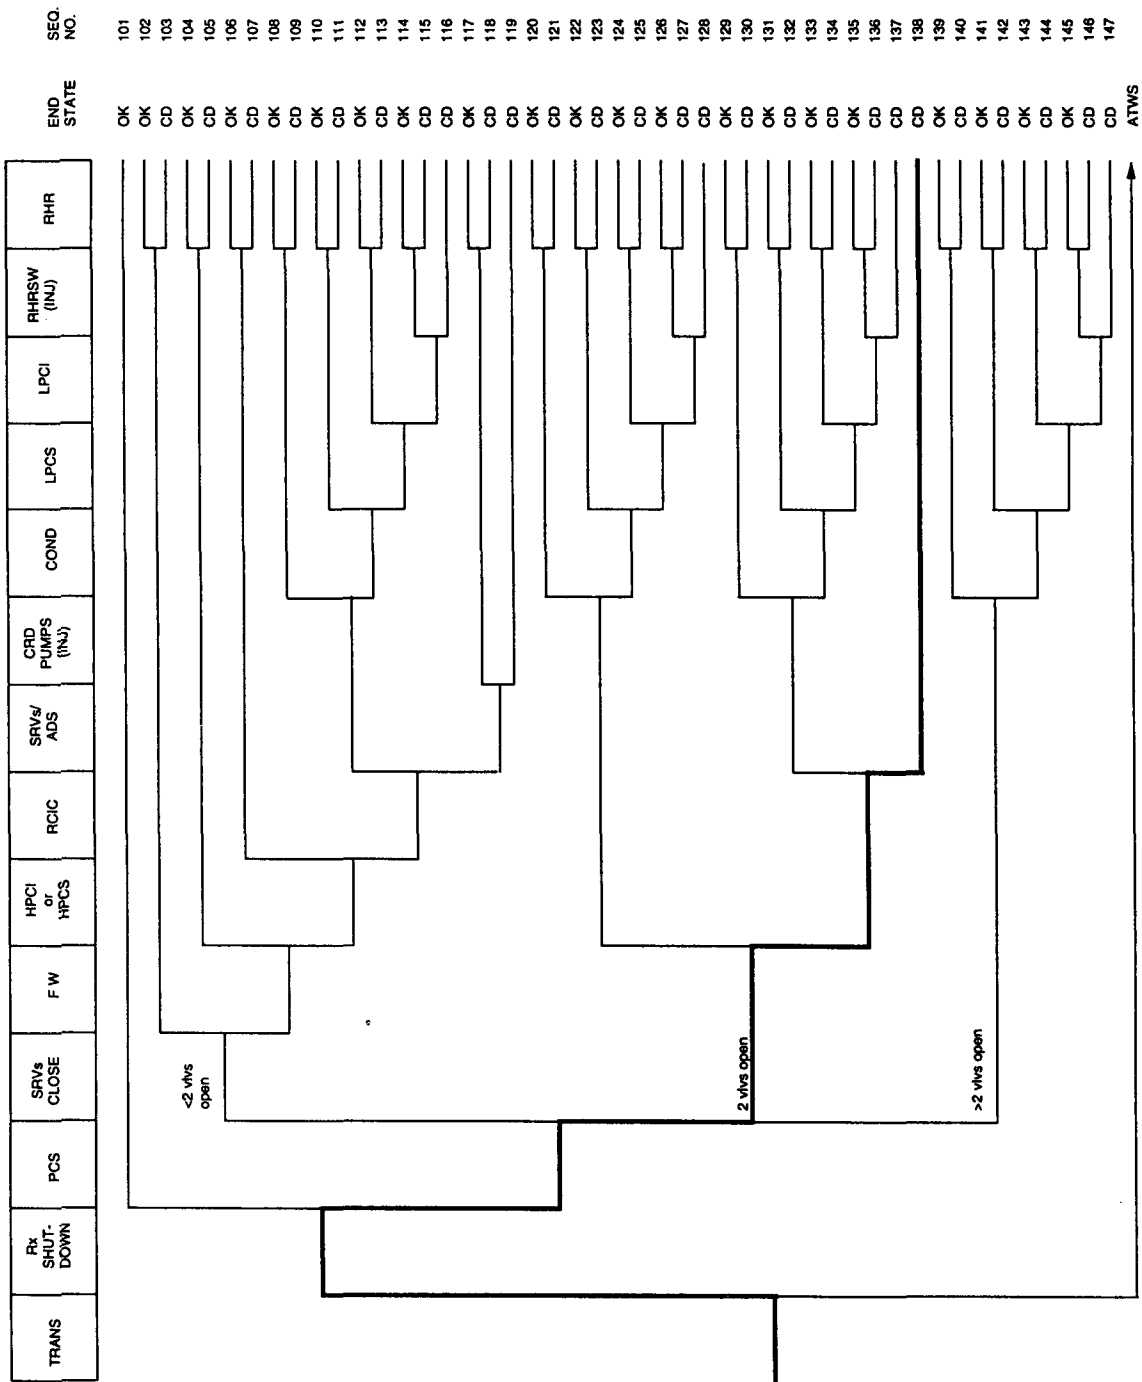 TRANS
Rx
SHUT-
DOWN
PCS
SRVs
CLOSE
F W
HPCI
or
HPCS
RCIC
SRVs/
ADS
CRD
PUMPS
(INJ)
COND
LPCS
LPCI
RHRSW
(INJ)
RHR
END
STATE
SEQ.
NO.
OK 101
OK 102
CD 103
OK 104
CD 105
OK 106
CD 107
OK 108
CD 109
OK 110
CD 111
OK 112
CD 113
OK 114
CD 115
CD 116
OK 117
CD 118
CD 119
OK 120
CD 121
OK 122
CD 123
OK 124
CD 125
OK 126
CD 127
CD 128
OK 129
CD 130
OK 131
CD 132
OK 133
CD 134
OK 135
CD 136
CD 137
CD 138
OK 139
CD 140
OK 141
CD 142
OK 143
CD 144
OK 145
CD 146
CD 147
ATWS
<2 vlvs
open
2 vlvs open
>2 vlvs open